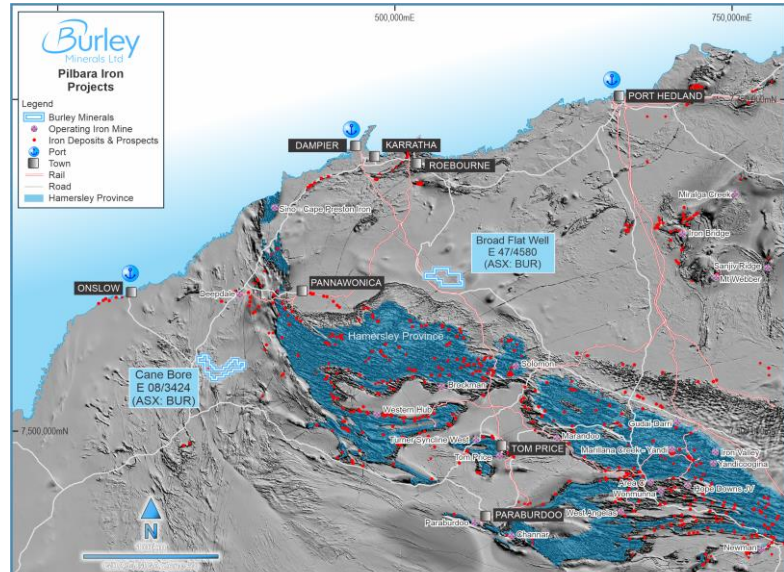 500,000mE
750,000mE
Burley
Minerals Ltd
Pilbara Iron
Projects
Legend
Burley Minerals
Operating Iron Mine
Iron Deposits & Prospects
Port
Town
Rail
Road
Hamersley Province
PORT HEDLAND
DAMPIER
KARRATHA
ROEBOURNE
Miralga Creek
Sino - Cape Preston Iron
Iron Bridge
Broad Flat Well
E 47/4580
(ASX: BUR)
Sanjiv Ridge
Mt Webber
ONSLOW
Deepdale
PANNAWONICA
Hamersley Province
Cane Bore
E 08/3424
(ASX: BUR)
Solomon
Brockman
Western Hub
Gudai Darri
7,500,000mN
Turner Syncline West
Marandoo
TOM PRICE
Tom Price
Marillana Creek - Yandi
Iron Valley
Yandicoogina
Area C
Hope Downs JV
Wonmunna
PARABURDOO
West Angelas
Paraburdoo
Channar
Newman
N